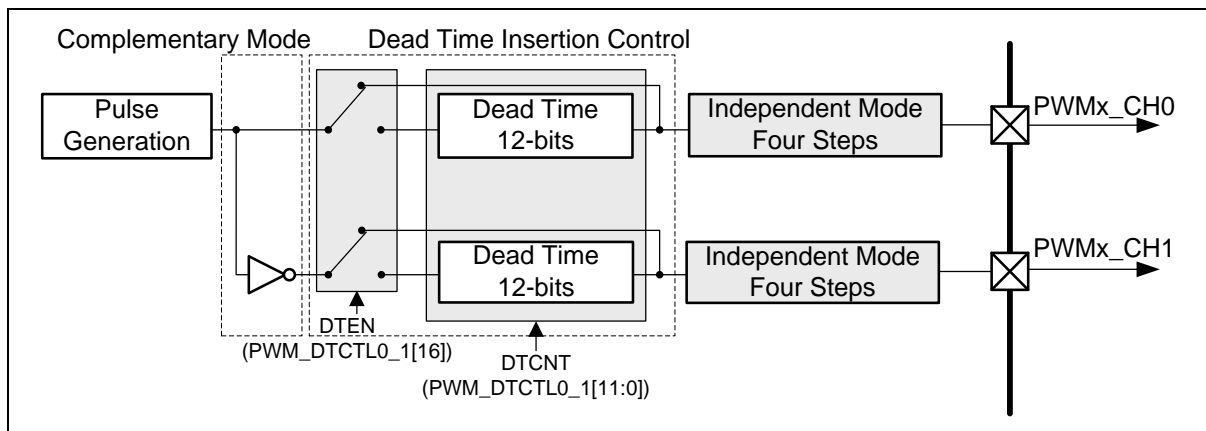 Complementary Mode
Dead Time Insertion Control
Pulse
Generation
Dead Time
12-bits
Independent Mode
Four Steps
PWMx_CH0
Dead Time
12-bits
Independent Mode
Four Steps
PWMx_CH1
DTEN
(PWM_DTCTL0_1[16])
DTCNT
(PWM_DTCTL0_1[11:0])